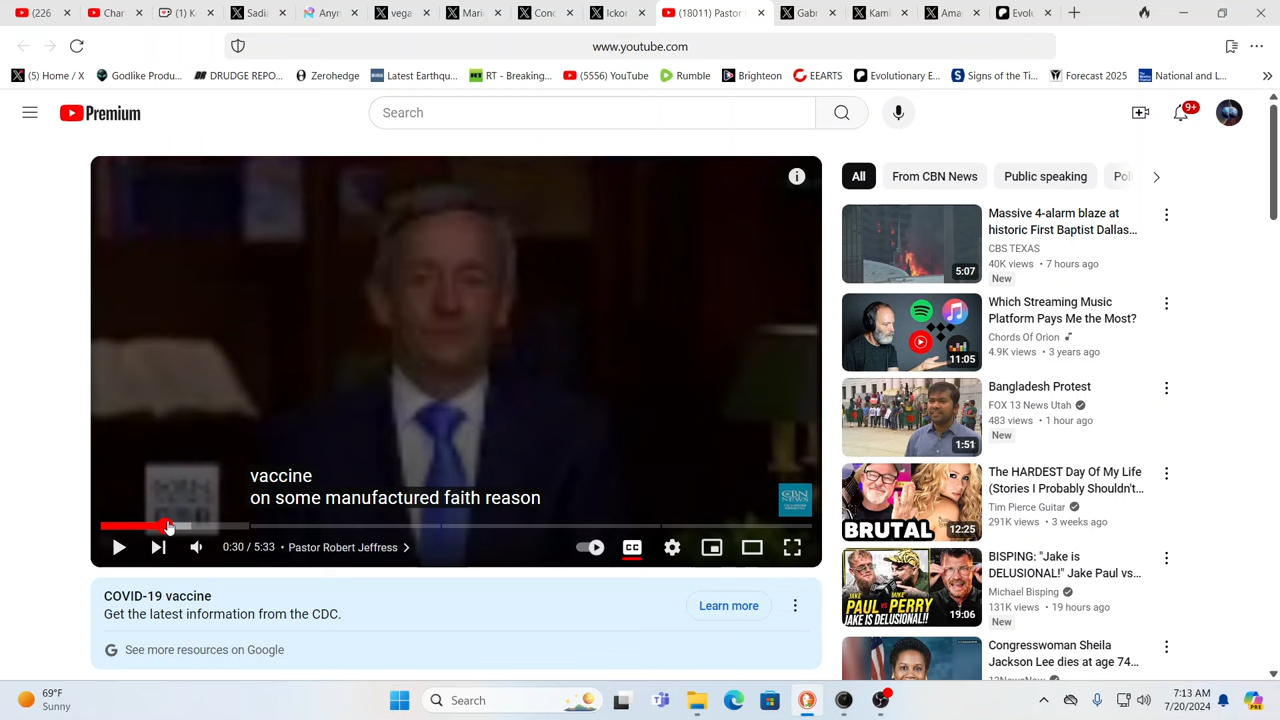 (226
Char
(1) K
Sadi
Anyr
Mega
Mari
Conc
Ickor
(18011) Pastor
Gab
Kam
Ama
Evol
www.youtube.com
(5) Home / X
Godlike Produ...
DRUDGE REPO...
Zerohedge
Latest Earthqu...
RT - Breaking...
(5556) YouTube
Rumble
Brighteon
EEARTS
Evolutionary E...
Signs of the Ti...
Forecast 2025
National and L...
Premium
Search
9+
All
From CBN News
Public speaking
Massive 4-alarm blaze at
historic First Baptist Dallas...
CBS TEXAS
40K views • 7 hours ago
New
5:07
Which Streaming Music
Platform Pays Me the Most?
Chords Of Orion
4.9K views • 3 years ago
11:05
Bangladesh Protest
FOX 13 News Utah
483 views • 1 hour ago
New
1:51
The HARDEST Day Of My Life
(Stories I Probably Shouldn't...
Tim Pierce Guitar
291K views • 3 weeks ago
BRUTAL
12:25
BISPING: "Jake is
DELUSIONAL!" Jake Paul vs...
Michael Bisping
131K views • 19 hours ago
New
JAKE PAUL vs MIKE PERRY
JAKE IS DELUSIONAL!!
19:06
Congresswoman Sheila
Jackson Lee dies at age 74...
vaccine
on some manufactured faith reason
CBN
NEWS
0:30 / 5:33 • Pastor Robert Jeffress
CC
COVID-19 vaccine
Get the latest information from the CDC.
Learn more
See more resources on Google
69°F
Sunny
Search
7:13 AM
7/20/2024